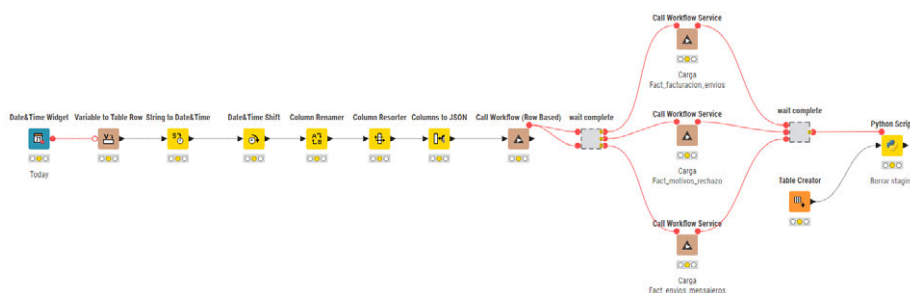 Call Workflow Service
Carga
Fact_facturacion_envios
Date&Time Widget
Variable to Table Row
String to Date&Time
Date&Time Shift
Column Renamer
Column Resorter
Columns to JSON
Call Workflow (Row Based)
wait complete
Call Workflow Service
wait complete
Python Scrip
Today
Carga
Fact_motivos_rechazo
Table Creator
Borrar stagin
Call Workflow Service
Carga
Fact_envios_mensajeros